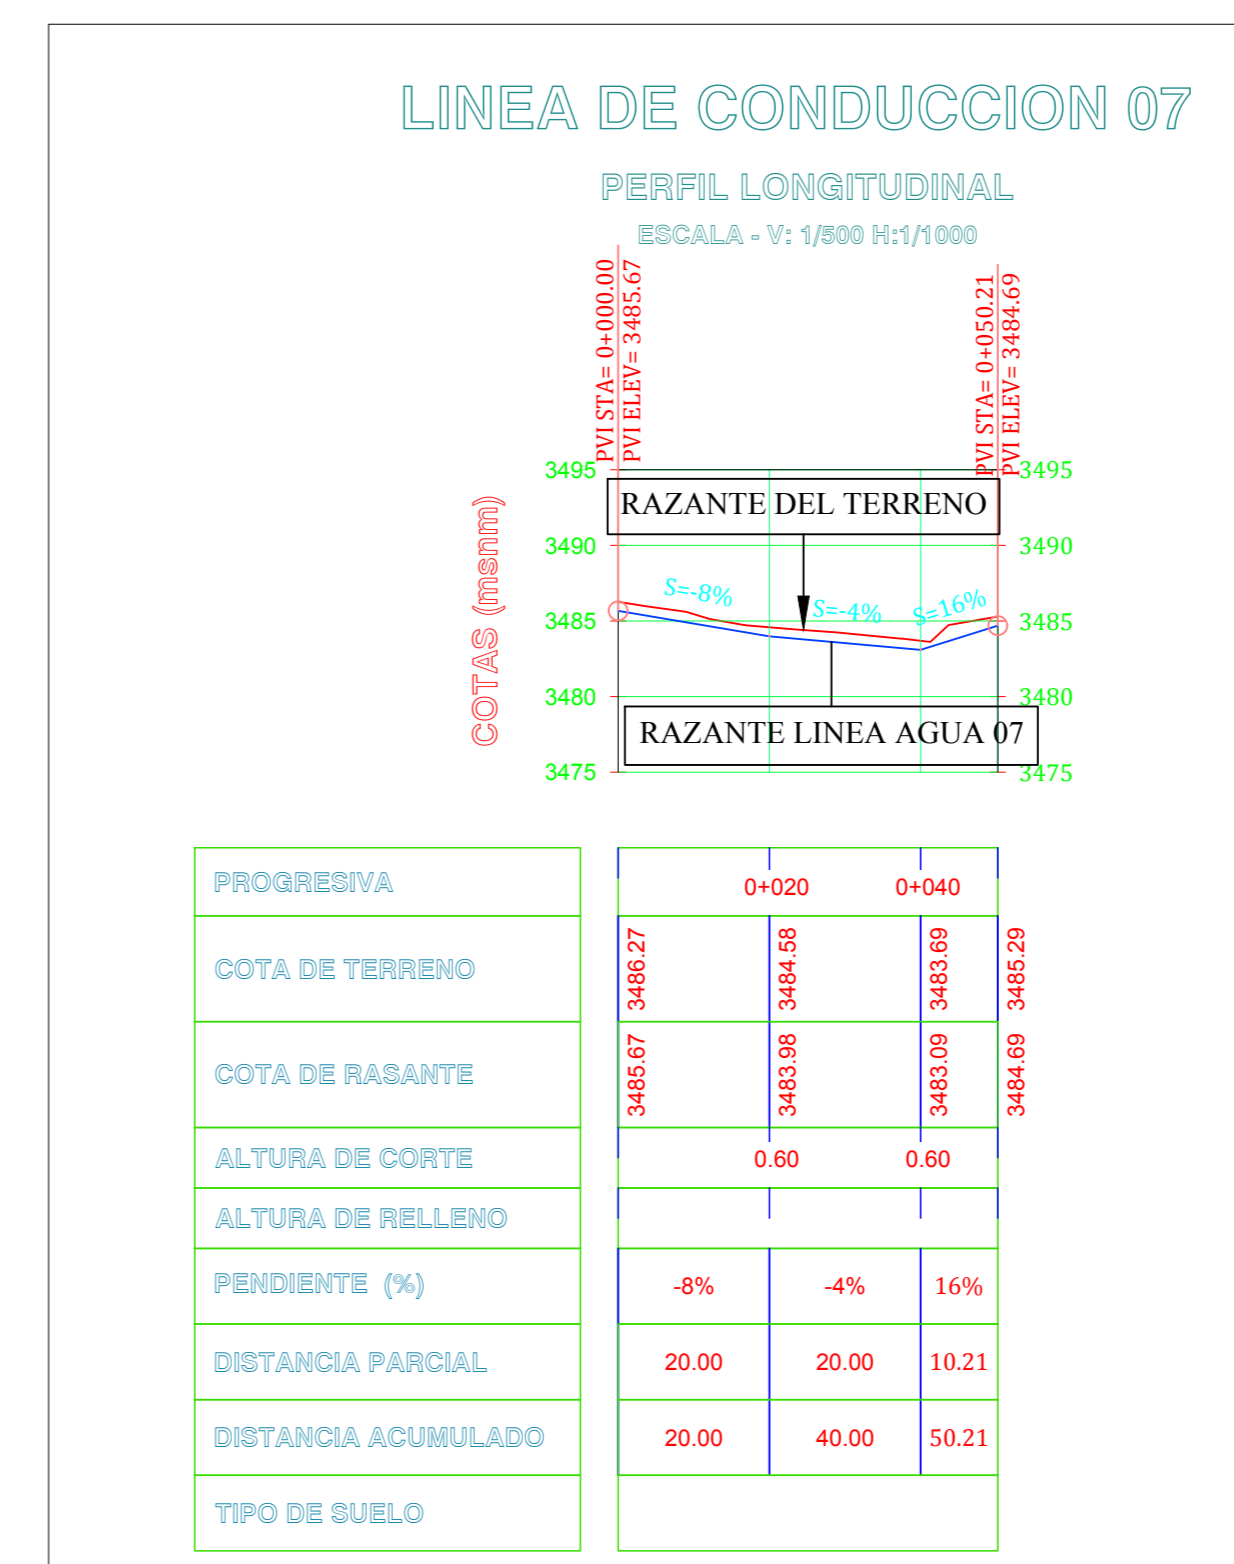 LINEA DE CONDUCCION 07
PERFIL LONGITUDINAL
ESCALA - V: 1/500 H:1/1000
PVI STA= 0+000.00
PVI ELEV= 3485.67
PVI STA= 0+050.21
PVI ELEV= 3484.69
COTAS (msnm)
3495 3495
RAZANTE DEL TERRENO
3490 3490
S=-8% S=-4% S=16%
3485 3485
3480 3480
RAZANTE LINEA AGUA 07
3475 3475
PROGRESIVA 0+020 0+040
COTA DE TERRENO 3486.27 3484.58 3483.69 3485.29
COTA DE RASANTE 3485.67 3483.98 3483.09 3484.69
ALTURA DE CORTE 0.60 0.60
ALTURA DE RELLENO
PENDIENTE (%) -8% -4% 16%
DISTANCIA PARCIAL 20.00 20.00 10.21
DISTANCIA ACUMULADO 20.00 40.00 50.21
TIPO DE SUELO